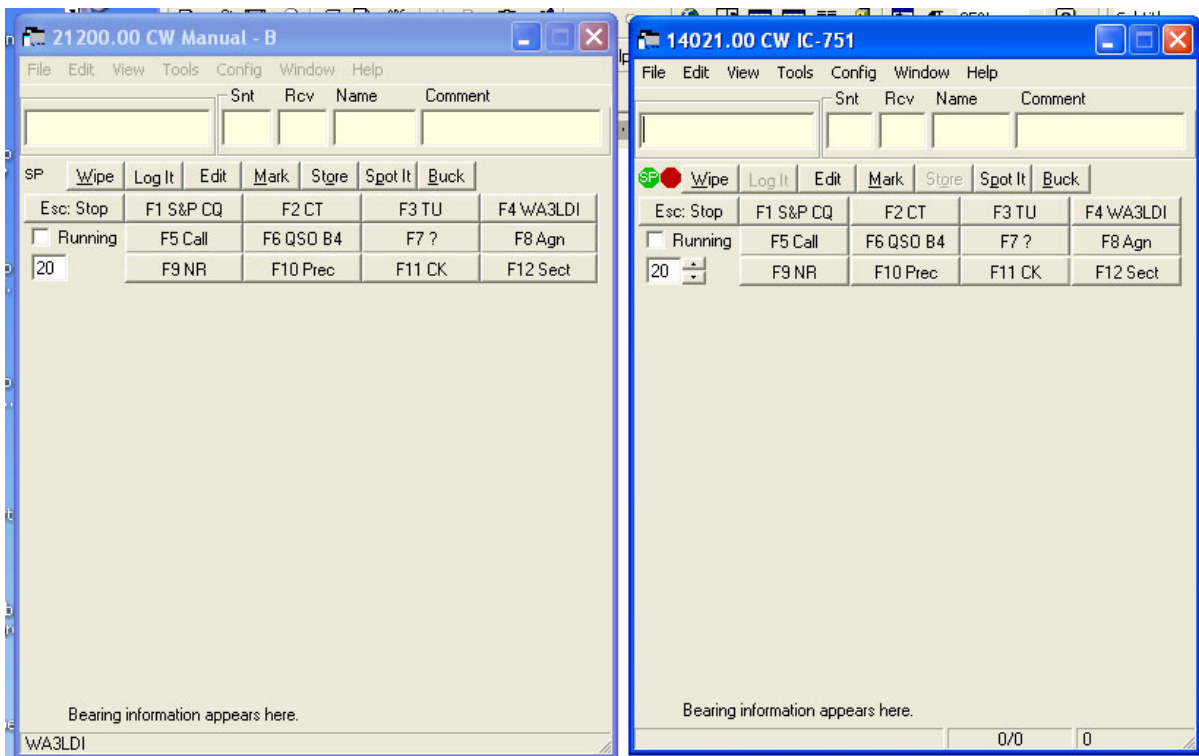 21200.00 CW Manual - B
File Edit View Tools Config Window Help
Snt Rcv Name Comment
SP Wipe Log It Edit Mark Store Spot It Buck
Esc: Stop F1 S&P CQ F2 CT F3 TU F4 WA3LDI
Running F5 Call F6 QSO B4 F7 ? F8 Agn
20 F9 NR F10 Prec F11 CK F12 Sect
Bearing information appears here.
WA3LDI
14021.00 CW IC-751
File Edit View Tools Config Window Help
Snt Rcv Name Comment
SP Wipe Log It Edit Mark Store Spot It Buck
Esc: Stop F1 S&P CQ F2 CT F3 TU F4 WA3LDI
Running F5 Call F6 QSO B4 F7 ? F8 Agn
20 F9 NR F10 Prec F11 CK F12 Sect
Bearing information appears here.
0/0 0